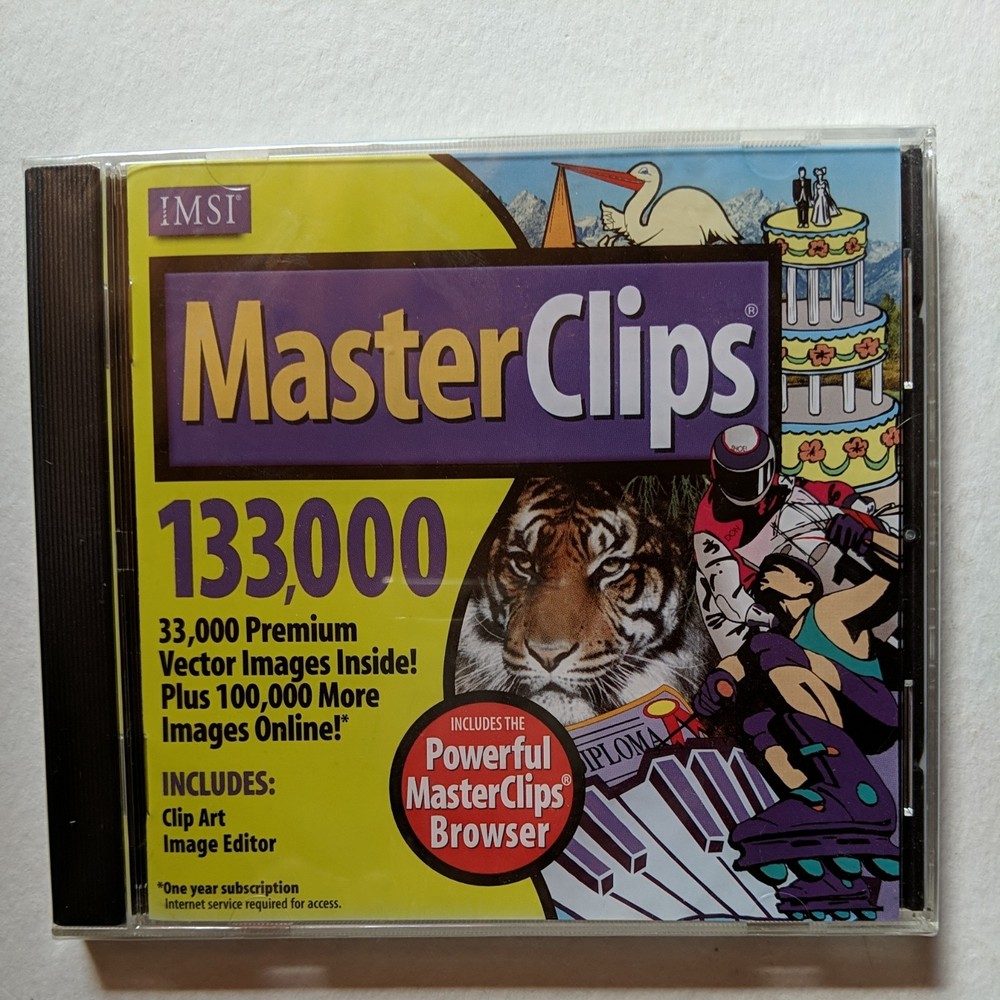 IMSI®
MasterClips®
133,000
33,000 Premium
Vector Images Inside!
Plus 100,000 More
Images Online!*
INCLUDES:
Clip Art
Image Editor
*One year subscription
Internet service required for access.
INCLUDES THE
Powerful
MasterClips®
Browser
IPLOMA